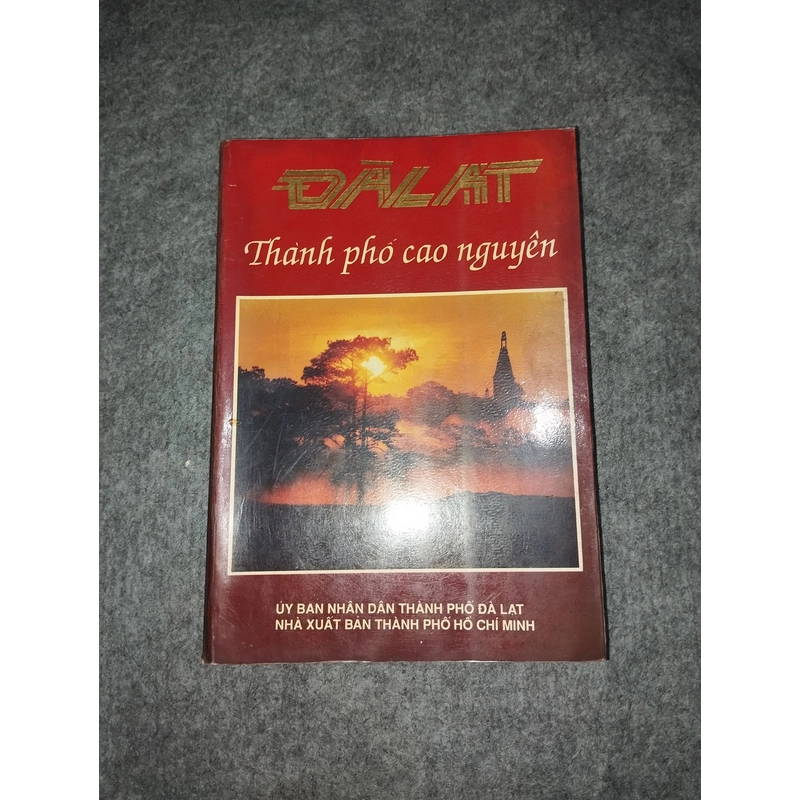 ĐÀLẠT
Thành phố cao nguyên
ỦY BAN NHÂN DÂN THÀNH PHỐ ĐÀ LẠT
NHÀ XUẤT BẢN THÀNH PHỐ HỒ CHÍ MINH